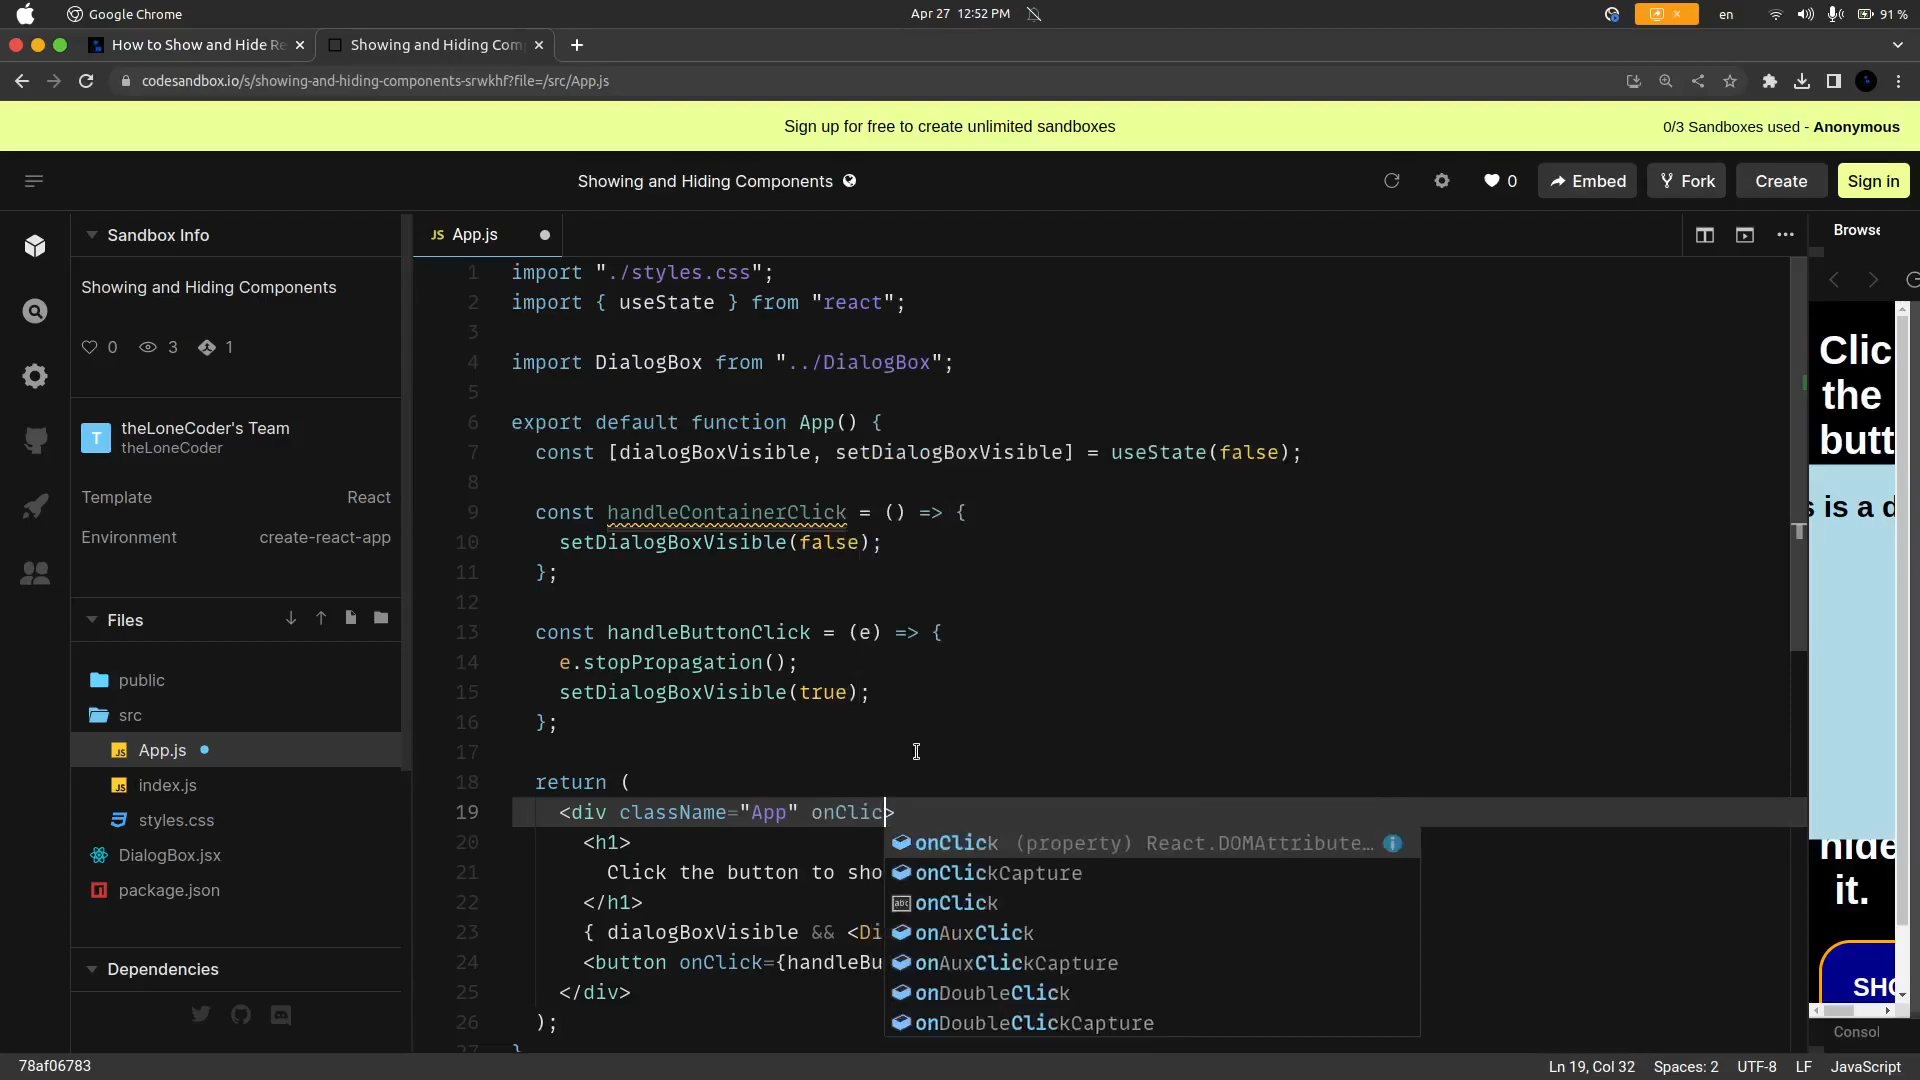 Google Chrome
Apr 27 12:52 PM
en
91 %
How to Show and Hide Re
Showing and Hiding Com
codesandbox.io/s/showing-and-hiding-components-srwkhf?file=/src/App.js
Sign up for free to create unlimited sandboxes
0/3 Sandboxes used - Anonymous
Showing and Hiding Components
0
Embed
Fork
Create
Sign in
Sandbox Info
Showing and Hiding Components
0 3 1
T
theLoneCoder's Team
theLoneCoder
Template React
Environment create-react-app
Files
public
src
JS App.js
JS index.js
styles.css
DialogBox.jsx
package.json
Dependencies
JS App.js
1 import "./styles.css";
2 import { useState } from "react";
3
4 import DialogBox from "../DialogBox";
5
6 export default function App() {
7 const [dialogBoxVisible, setDialogBoxVisible] = useState(false);
8
9 const handleContainerClick = () => {
10 setDialogBoxVisible(false);
11 };
12
13 const handleButtonClick = (e) => {
14 e.stopPropagation();
15 setDialogBoxVisible(true);
16 };
17
18 return (
19 <div className="App" onClic>
20 <h1>
21 Click the button to sho
22 </h1>
23 { dialogBoxVisible && <Di
24 <button onClick={handleBu
25 </div>
26 );
27 }
onClick (property) React.DOMAttribute…
onClickCapture
abc onClick
onAuxClick
onAuxClickCapture
onDoubleClick
onDoubleClickCapture
Browse
Clic
the
butt
s is a d
hide
it.
SHO
Consol
78af06783
Ln 19, Col 32
Spaces: 2
UTF-8
LF
JavaScript